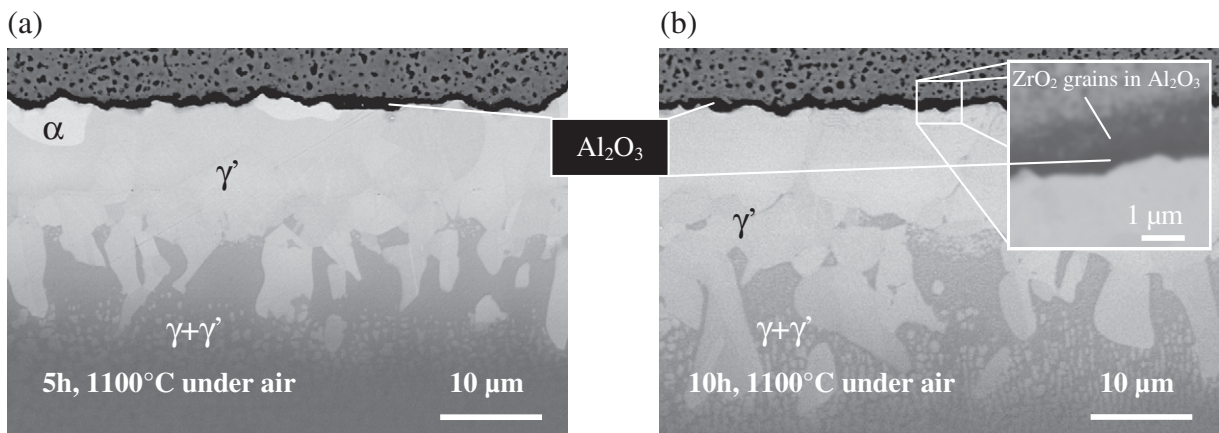 (a)
α
γ’
γ+γ’
5h, 1100°C under air
10 µm
Al₂O₃
(b)
ZrO₂ grains in Al₂O₃
1 µm
γ’
γ+γ’
10h, 1100°C under air
10 µm